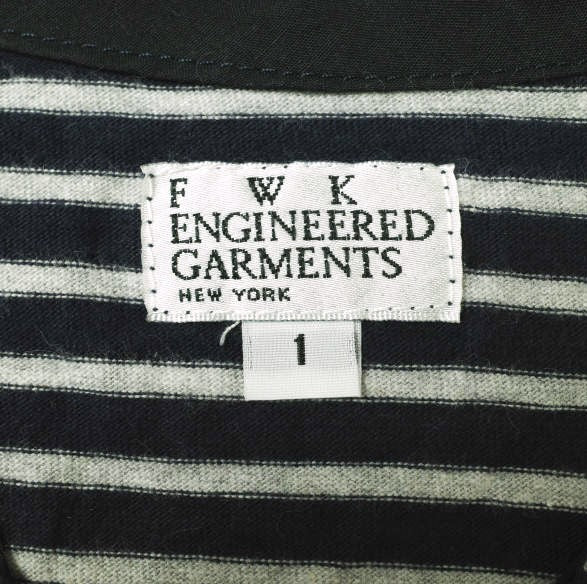 F W K
ENGINEERED
GARMENTS
NEW YORK
1